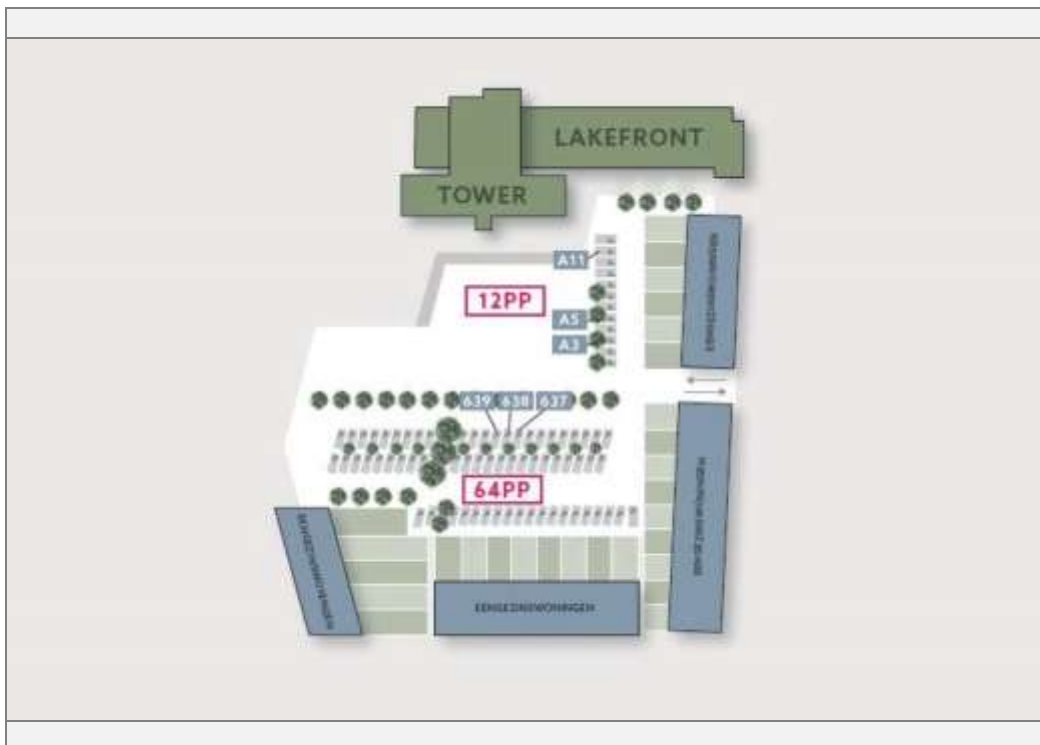 LAKEFRONT
TOWER
A11
12PP
A5
A3
639 638 637
64PP
EENGEZINSWONINGEN